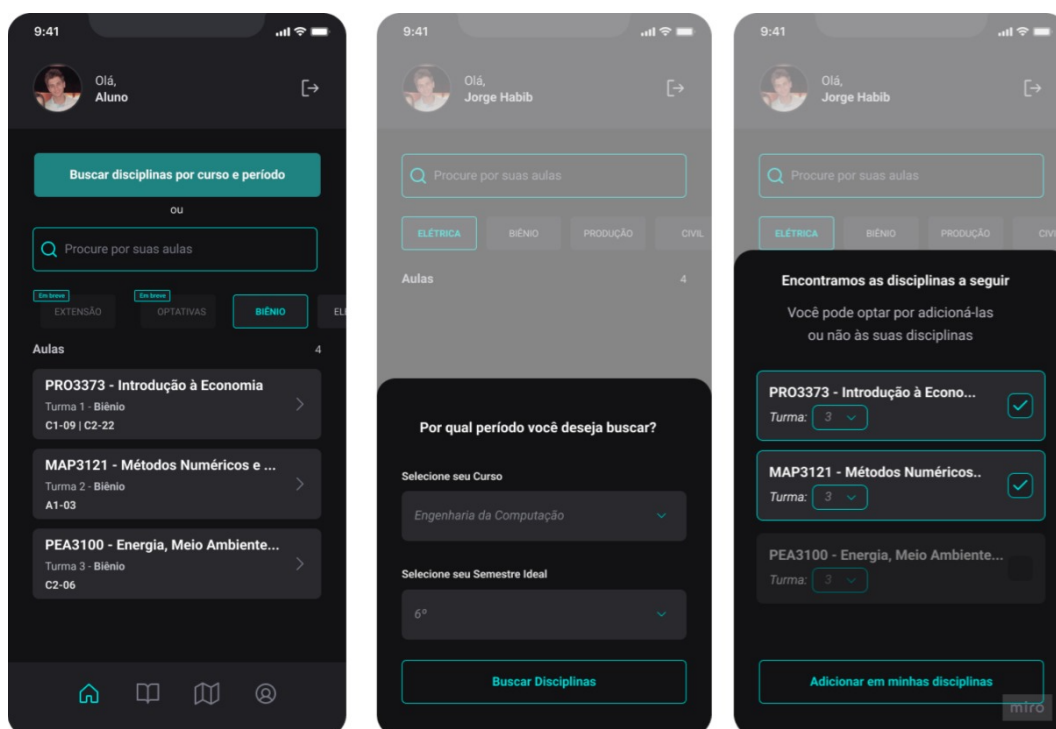 9:41
Olá,
Aluno
Buscar disciplinas por curso e período
ou
Procure por suas aulas
Em breve
EXTENSÃO
Em breve
OPTATIVAS
BIÊNIO
ELE
Aulas
4
PRO3373 - Introdução à Economia
Turma 1 - Biênio
C1-09 | C2-22
MAP3121 - Métodos Numéricos e ...
Turma 2 - Biênio
A1-03
PEA3100 - Energia, Meio Ambiente...
Turma 3 - Biênio
C2-06
9:41
Olá,
Jorge Habib
Procure por suas aulas
ELÉTRICA
BIÊNIO
PRODUÇÃO
CIVIL
Aulas
4
Por qual período você deseja buscar?
Selecione seu Curso
Engenharia da Computação
Selecione seu Semestre Ideal
6º
Buscar Disciplinas
9:41
Olá,
Jorge Habib
Procure por suas aulas
ELÉTRICA
BIÊNIO
PRODUÇÃO
CIVI
Encontramos as disciplinas a seguir
Você pode optar por adicioná-las
ou não às suas disciplinas
PRO3373 - Introdução à Econo...
Turma: 3
MAP3121 - Métodos Numéricos..
Turma: 3
PEA3100 - Energia, Meio Ambiente...
Turma: 3
Adicionar em minhas disciplinas
miro